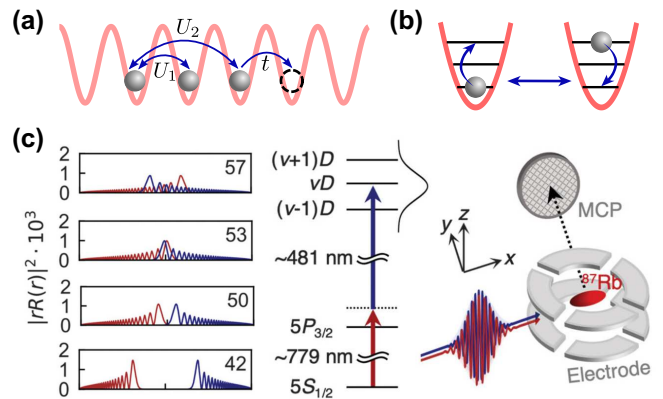 (a)
U₂
U₁
t
(b)
(c)
|rR(r)|² · 10³
2
1
0
57
2
1
0
53
2
1
0
50
2
1
0
42
(v+1)D
vD
(v-1)D
~481 nm
5P₃/₂
~779 nm
5S₁/₂
z
y
x
MCP
⁸⁷Rb
Electrode